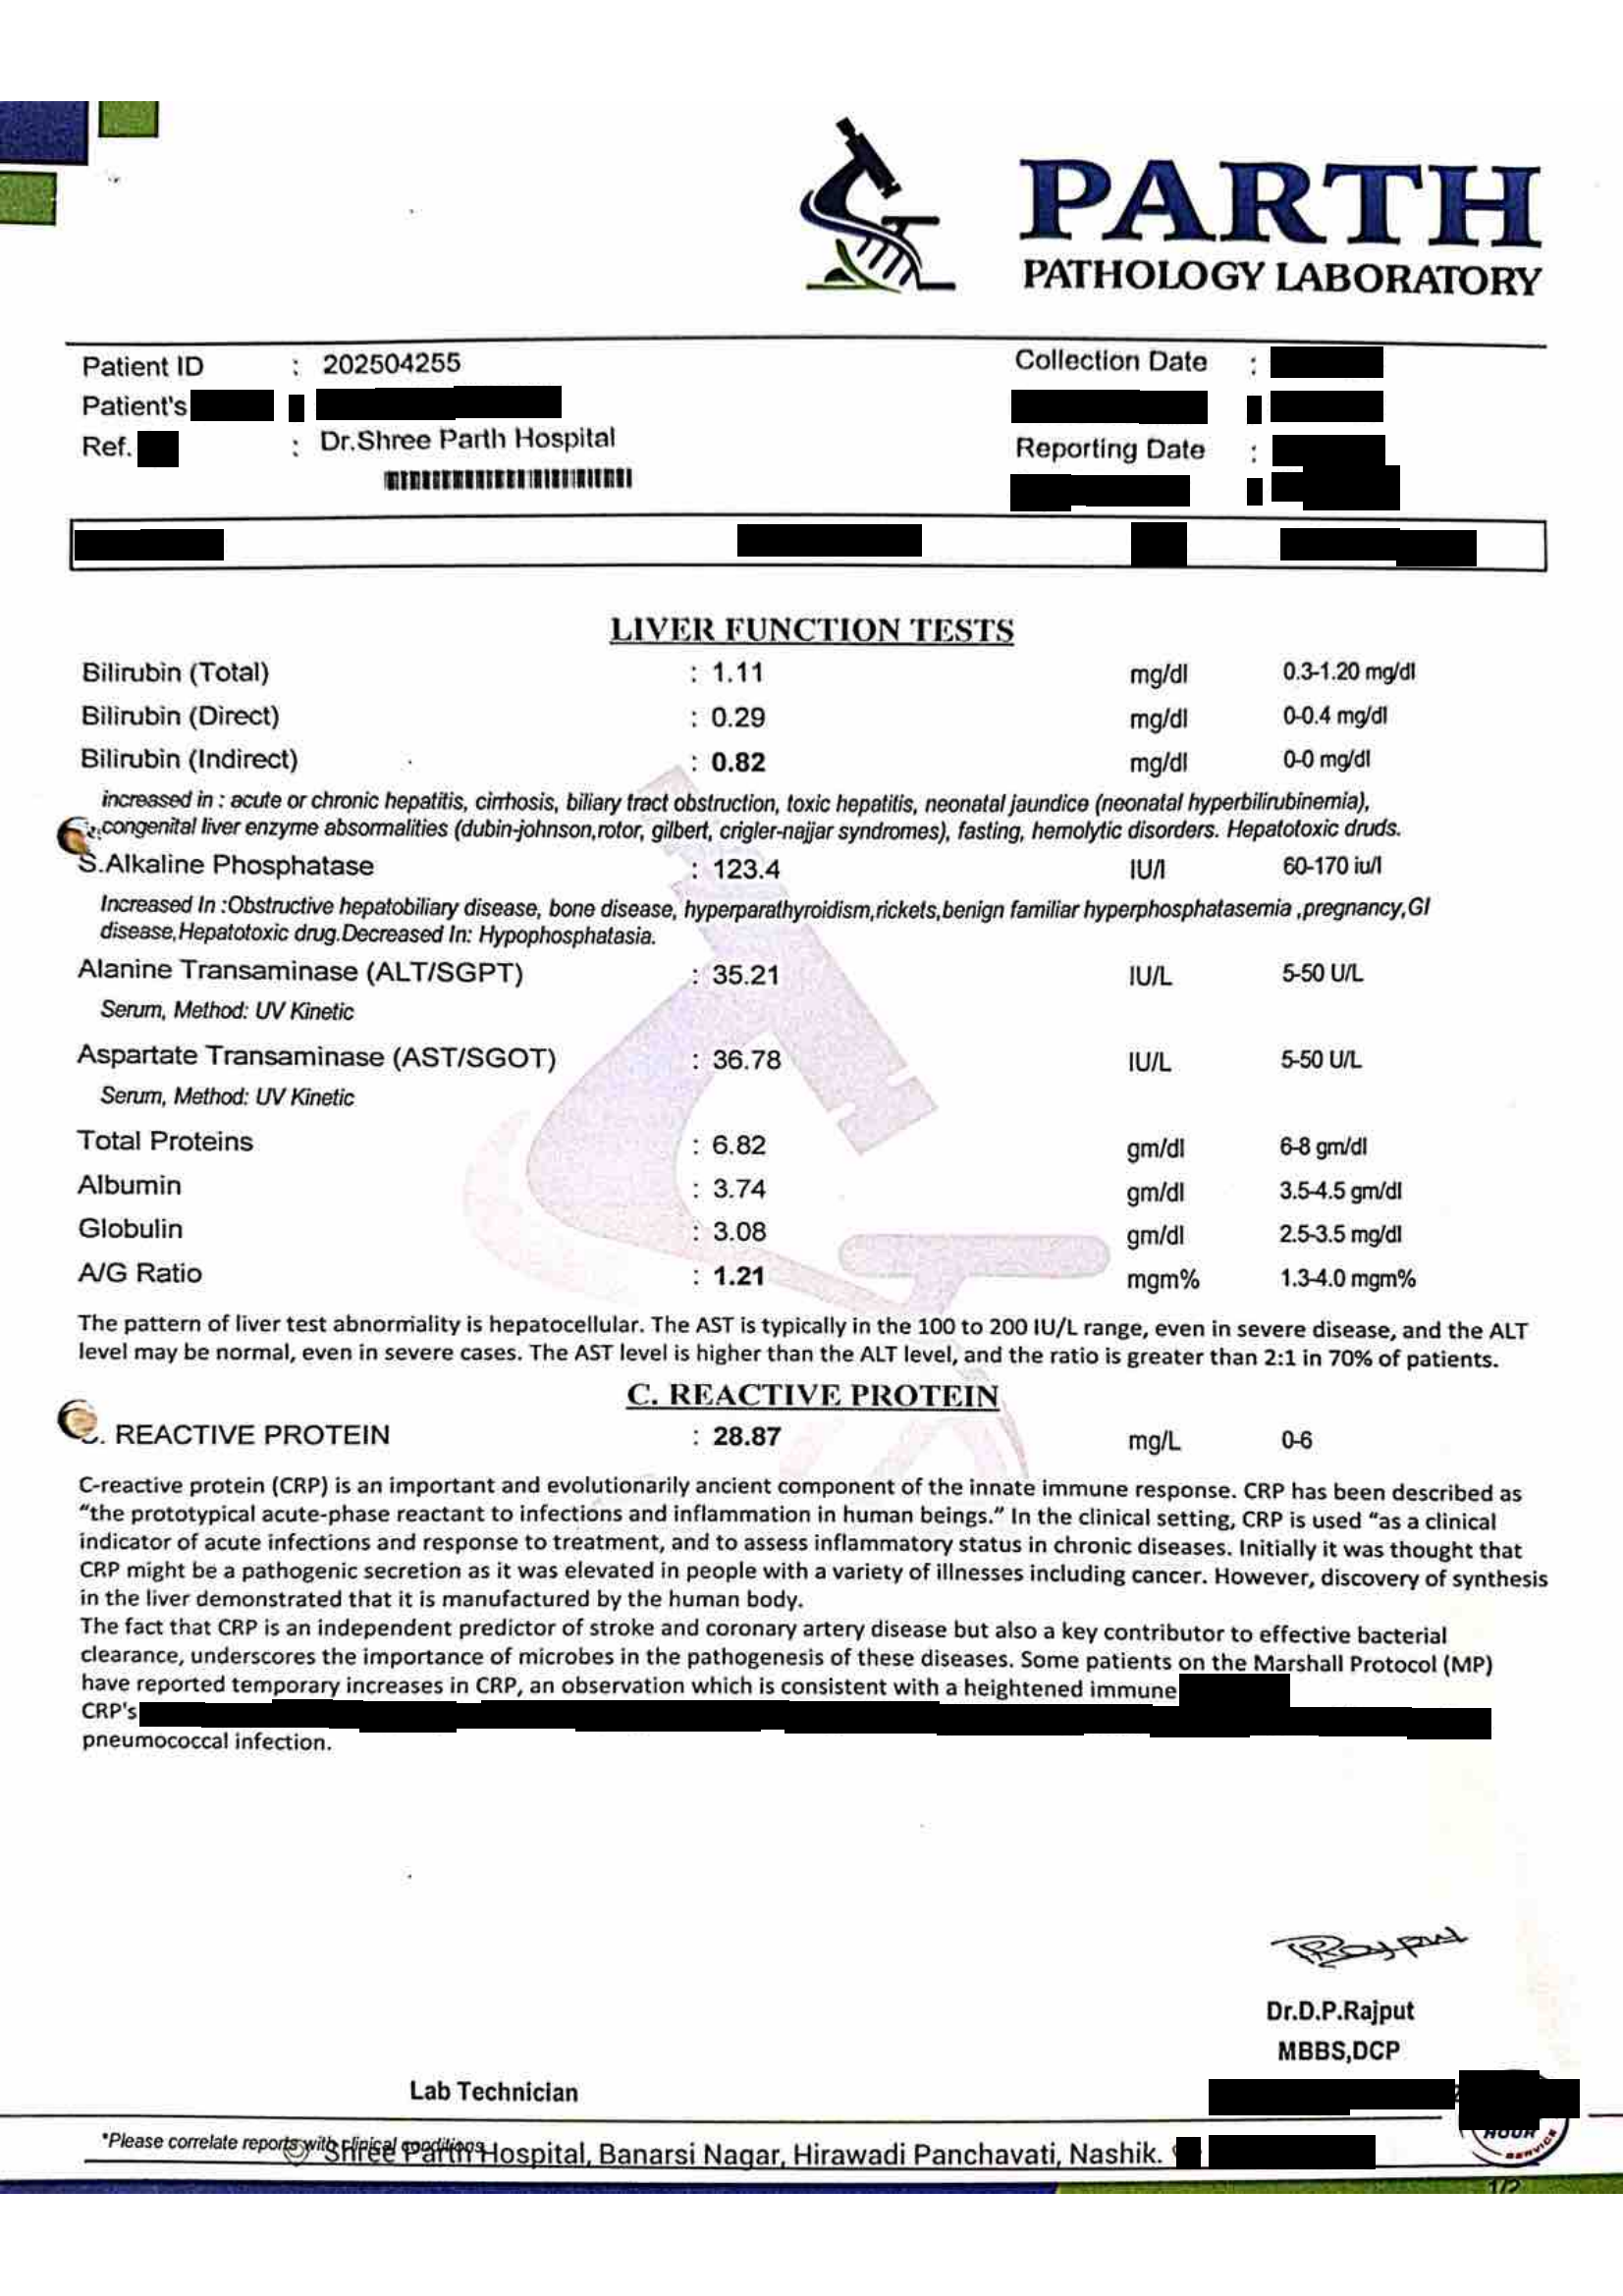 PARTH
PATHOLOGY LABORATORY
Patient ID : 202504255
Collection Date :
Patient's
Ref. : Dr.Shree Parth Hospital
Reporting Date :
LIVER FUNCTION TESTS
Bilirubin (Total) : 1.11 mg/dl 0.3-1.20 mg/dl
Bilirubin (Direct) : 0.29 mg/dl 0-0.4 mg/dl
Bilirubin (Indirect) : 0.82 mg/dl 0-0 mg/dl
increased in : acute or chronic hepatitis, cirrhosis, biliary tract obstruction, toxic hepatitis, neonatal jaundice (neonatal hyperbilirubinemia),
congenital liver enzyme absormalities (dubin-johnson,rotor, gilbert, crigler-najjar syndromes), fasting, hemolytic disorders. Hepatotoxic druds.
S.Alkaline Phosphatase : 123.4 IU/l 60-170 iu/l
Increased In :Obstructive hepatobiliary disease, bone disease, hyperparathyroidism,rickets,benign familiar hyperphosphatasemia ,pregnancy,GI
disease,Hepatotoxic drug.Decreased In: Hypophosphatasia.
Alanine Transaminase (ALT/SGPT) : 35.21 IU/L 5-50 U/L
Serum, Method: UV Kinetic
Aspartate Transaminase (AST/SGOT) : 36.78 IU/L 5-50 U/L
Serum, Method: UV Kinetic
Total Proteins : 6.82 gm/dl 6-8 gm/dl
Albumin : 3.74 gm/dl 3.5-4.5 gm/dl
Globulin : 3.08 gm/dl 2.5-3.5 mg/dl
A/G Ratio : 1.21 mgm% 1.3-4.0 mgm%
The pattern of liver test abnormiality is hepatocellular. The AST is typically in the 100 to 200 IU/L range, even in severe disease, and the ALT
level may be normal, even in severe cases. The AST level is higher than the ALT level, and the ratio is greater than 2:1 in 70% of patients.
C. REACTIVE PROTEIN
. REACTIVE PROTEIN : 28.87 mg/L 0-6
C-reactive protein (CRP) is an important and evolutionarily ancient component of the innate immune response. CRP has been described as
“the prototypical acute-phase reactant to infections and inflammation in human beings.” In the clinical setting, CRP is used “as a clinical
indicator of acute infections and response to treatment, and to assess inflammatory status in chronic diseases. Initially it was thought that
CRP might be a pathogenic secretion as it was elevated in people with a variety of illnesses including cancer. However, discovery of synthesis
in the liver demonstrated that it is manufactured by the human body.
The fact that CRP is an independent predictor of stroke and coronary artery disease but also a key contributor to effective bacterial
clearance, underscores the importance of microbes in the pathogenesis of these diseases. Some patients on the Marshall Protocol (MP)
have reported temporary increases in CRP, an observation which is consistent with a heightened immune
CRP's
pneumococcal infection.
Rajput
Dr.D.P.Rajput
MBBS,DCP
Lab Technician
*Please correlate reports with clinical conditions
Shree Parth Hospital, Banarsi Nagar, Hirawadi Panchavati, Nashik.
HOUR
SERVICE
1/2